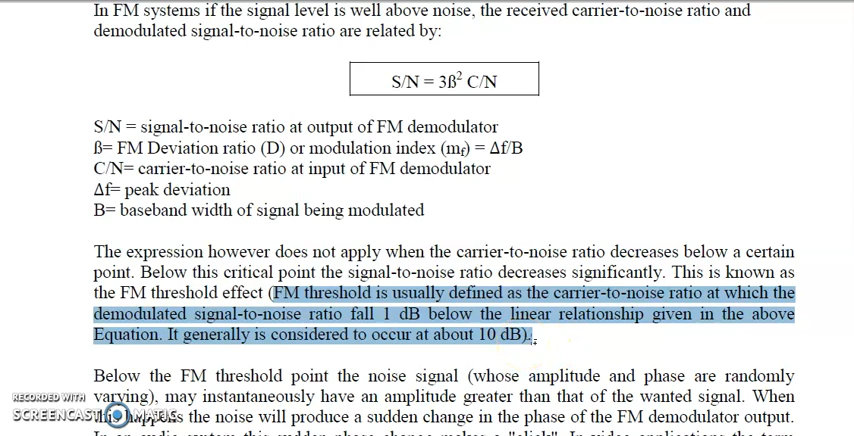 In FM systems if the signal level is well above noise, the received carrier-to-noise ratio and
demodulated signal-to-noise ratio are related by:
S/N = 3ß² C/N
S/N = signal-to-noise ratio at output of FM demodulator
ß= FM Deviation ratio (D) or modulation index (mf) = Δf/B
C/N= carrier-to-noise ratio at input of FM demodulator
Δf= peak deviation
B= baseband width of signal being modulated
The expression however does not apply when the carrier-to-noise ratio decreases below a certain
point. Below this critical point the signal-to-noise ratio decreases significantly. This is known as
the FM threshold effect (FM threshold is usually defined as the carrier-to-noise ratio at which the
demodulated signal-to-noise ratio fall 1 dB below the linear relationship given in the above
Equation. It generally is considered to occur at about 10 dB).
Below the FM threshold point the noise signal (whose amplitude and phase are randomly
varying), may instantaneously have an amplitude greater than that of the wanted signal. When
this happens the noise will produce a sudden change in the phase of the FM demodulator output.
RECORDED WITH
SCREENCAST MATIC